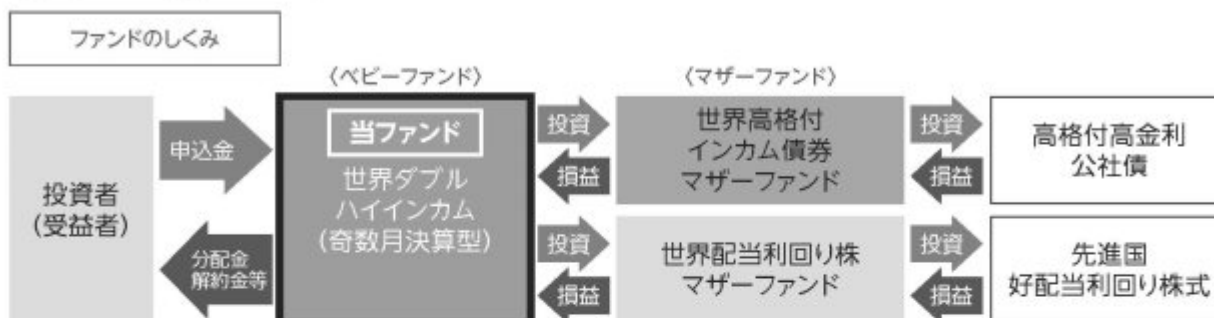 ファンドのしくみ
〈ベビーファンド〉
〈マザーファンド〉
投資者
(受益者)
申込金
分配金
解約金等
当ファンド
世界ダブル
ハイインカム
(奇数月決算型)
投資
損益
世界高格付
インカム債券
マザーファンド
投資
損益
高格付高金利
公社債
投資
損益
世界配当利回り株
マザーファンド
投資
損益
先進国
好配当利回り株式